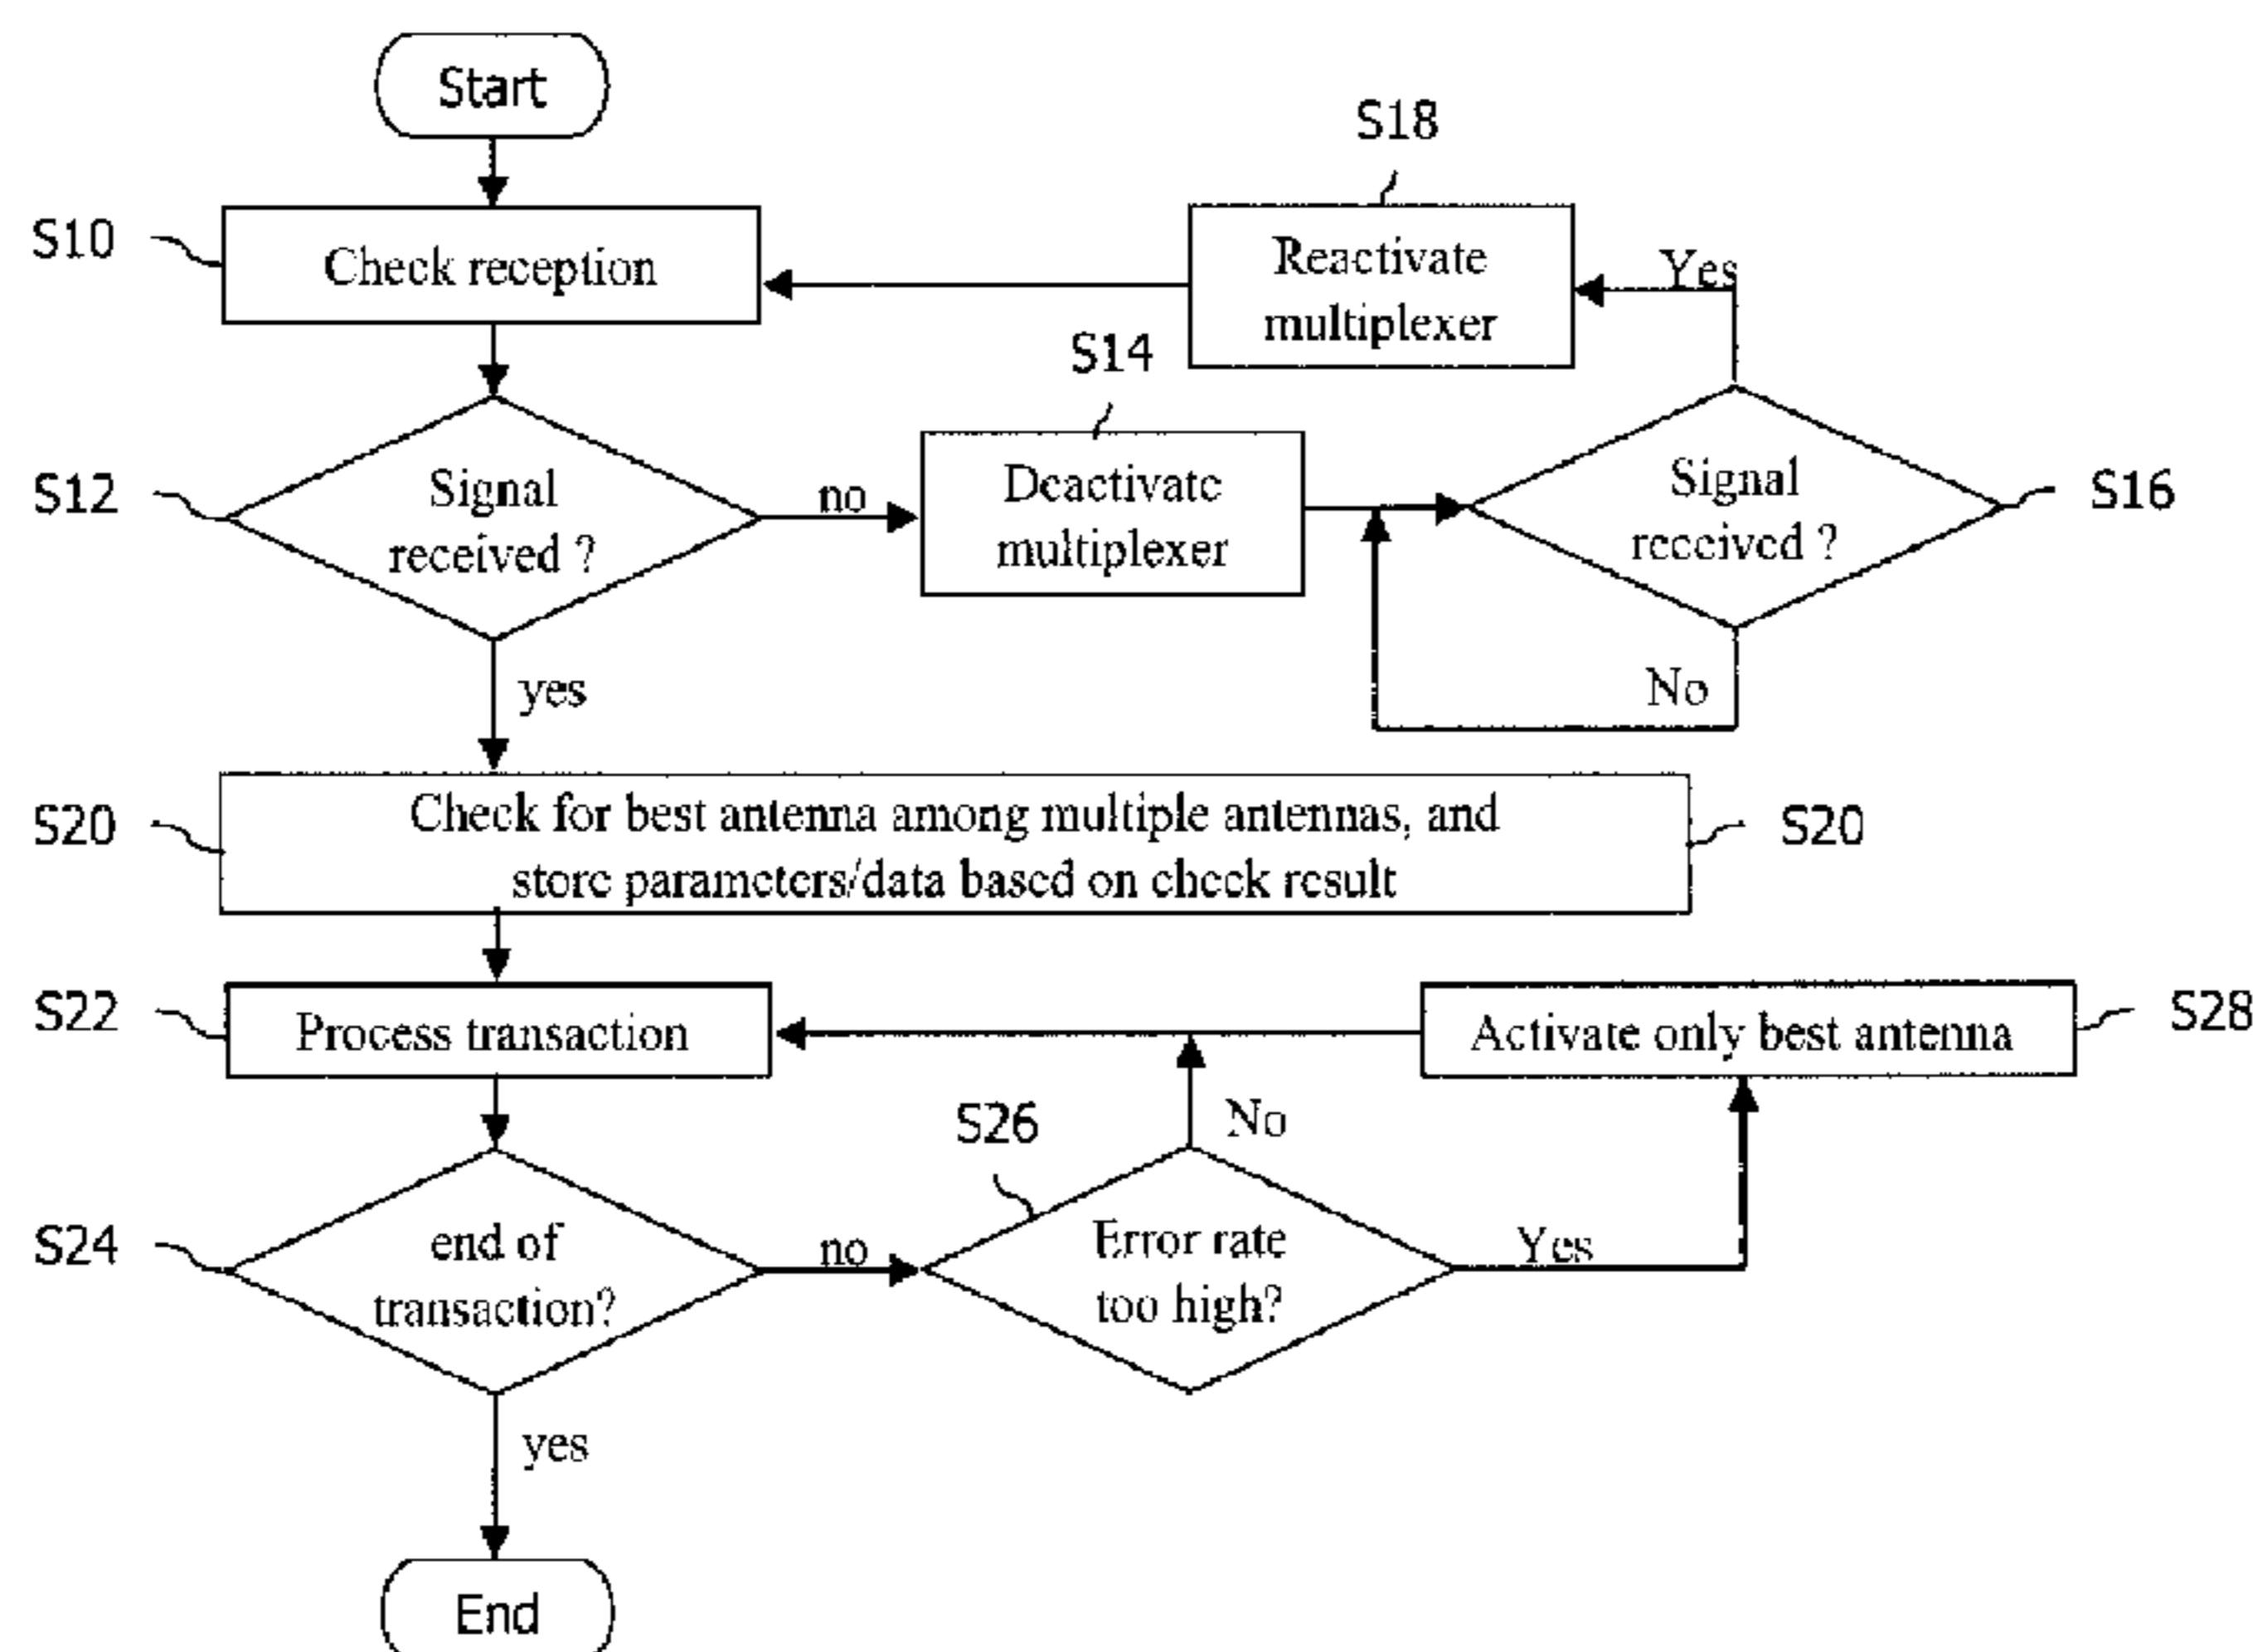 Start
S18
S10
Check reception
Reactivate
multiplexer
Yes
S14
S12
Signal
received ?
no
Deactivate
multiplexer
Signal
received ?
S16
yes
No
S20
Check for best antenna among multiple antennas, and
store parameters/data based on check result
S20
S22
Process transaction
Activate only best antenna
S28
S26
No
S24
end of
transaction?
no
Error rate
too high?
Yes
yes
End